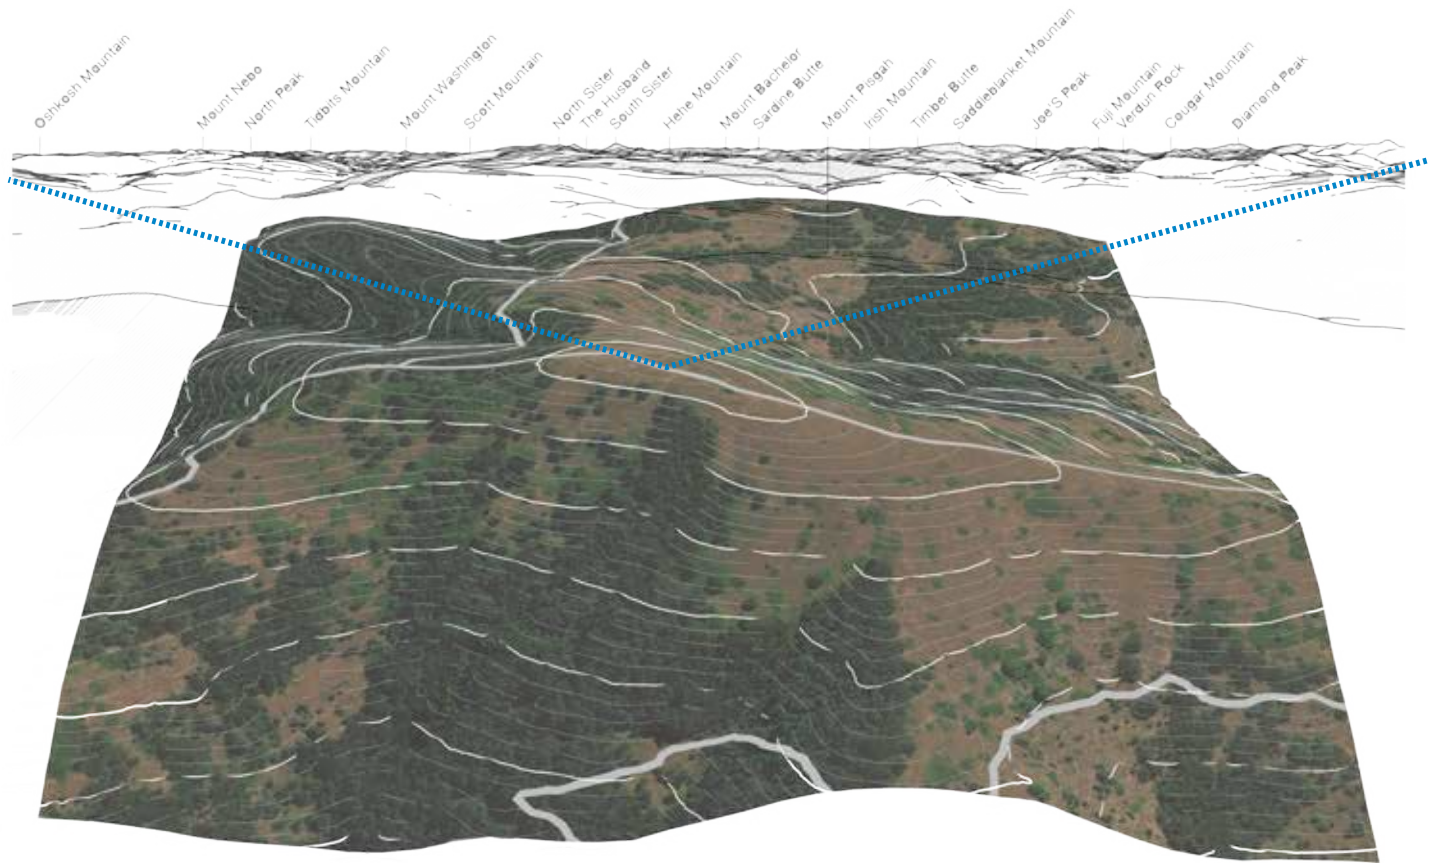 Oshkosh Mountain
Mount Nebo
North Peak
Tidbits Mountain
Mount Washington
Scott Mountain
North Sister
The Husband
South Sister
Hehe Mountain
Mount Bachelor
Sardine Butte
Mount Pisgah
Irish Mountain
Timber Butte
Saddleblanket Mountain
Joe'S Peak
Fuji Mountain
Verdun Rock
Cougar Mountain
Diamond Peak